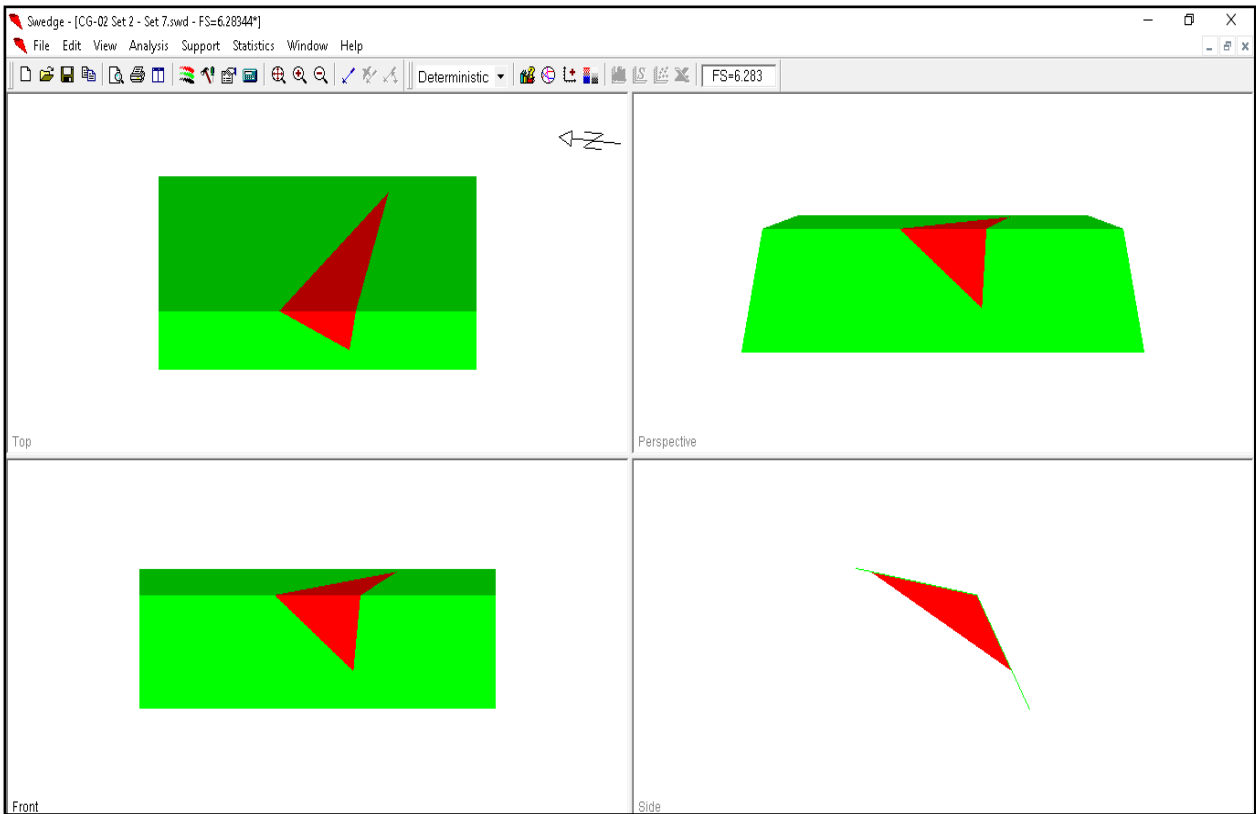 Swedge - [CG-02 Set 2 - Set 7.swd - FS=6.28344*]
File Edit View Analysis Support Statistics Window Help
Deterministic FS=6.283
Top
Perspective
Front
Side